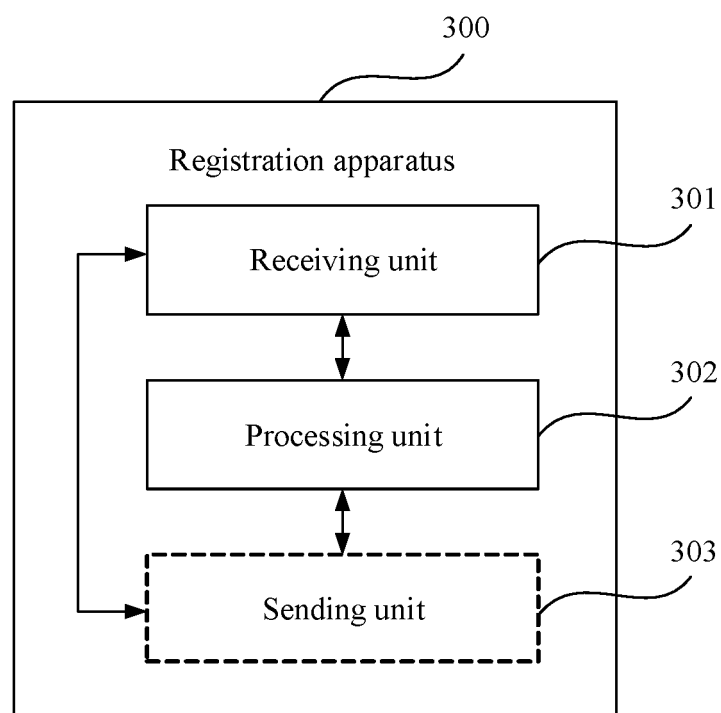 300
Registration apparatus
301
Receiving unit
302
Processing unit
303
Sending unit